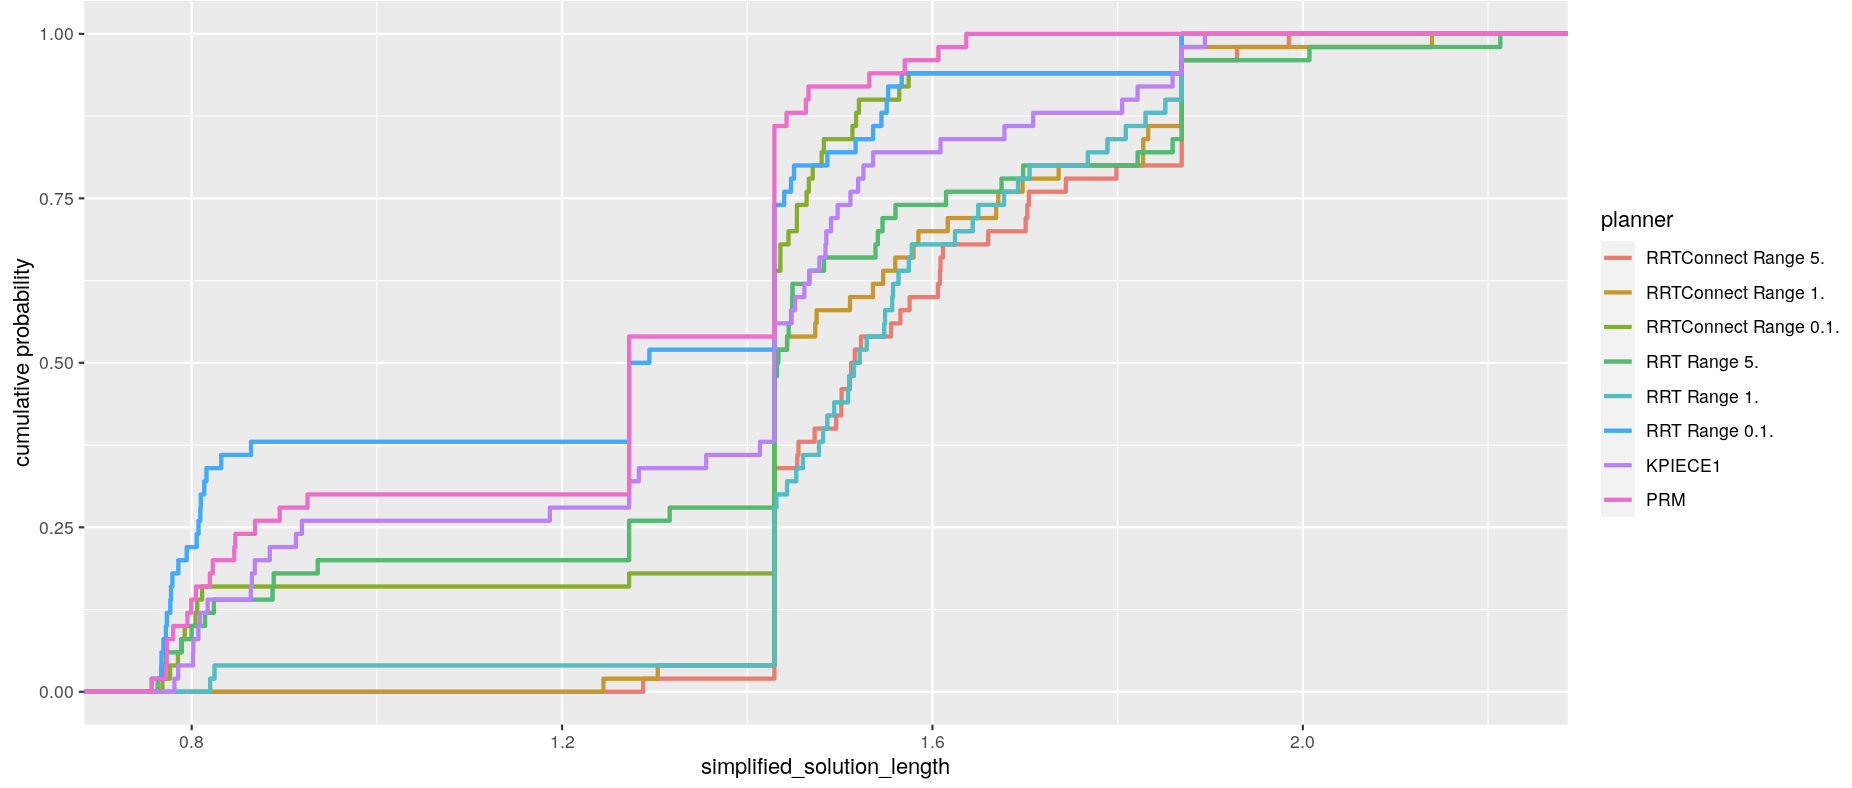 cumulative probability
1.00
0.75
0.50
0.25
0.00
0.8
1.2
1.6
2.0
simplified_solution_length
planner
RRTConnect Range 5.
RRTConnect Range 1.
RRTConnect Range 0.1.
RRT Range 5.
RRT Range 1.
RRT Range 0.1.
KPIECE1
PRM